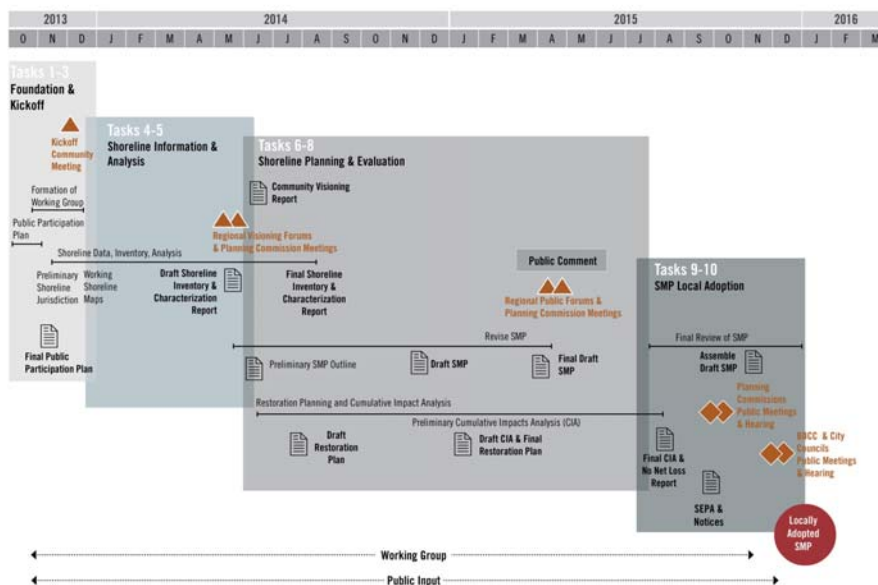 2013 2014 2015 2016
O N D J F M A M J J A S O N D J F M A M J J A S O N D J F M
Tasks 1-3
Foundation &
Kickoff
Kickoff
Community
Meeting
Formation of
Working Group
Public Participation
Plan
Shoreline Data, Inventory, Analysis
Preliminary
Shoreline
Jurisdiction
Working
Shoreline
Maps
Final Public
Participation Plan
Tasks 4-5
Shoreline Information &
Analysis
Regional Visioning Forums
& Planning Commission Meetings
Draft Shoreline
Inventory &
Characterization
Report
Final Shoreline
Inventory &
Characterization
Report
Tasks 6-8
Shoreline Planning & Evaluation
Community Visioning
Report
Public Comment
Regional Public Forums &
Planning Commission Meetings
Revise SMP
Preliminary SMP Outline
Draft SMP
Final Draft
SMP
Restoration Planning and Cumulative Impact Analysis
Preliminary Cumulative Impacts Analysis (CIA)
Draft
Restoration
Plan
Draft CIA & Final
Restoration Plan
Tasks 9-10
SMP Local Adoption
Final Review of SMP
Assemble
Draft SMP
Planning
Commissions
Public Meetings
& Hearing
BOCC & City
Councils
Public Meetings
& Hearing
Final CIA &
No Net Loss
Report
SEPA &
Notices
Locally
Adopted
SMP
Working Group
Public Input